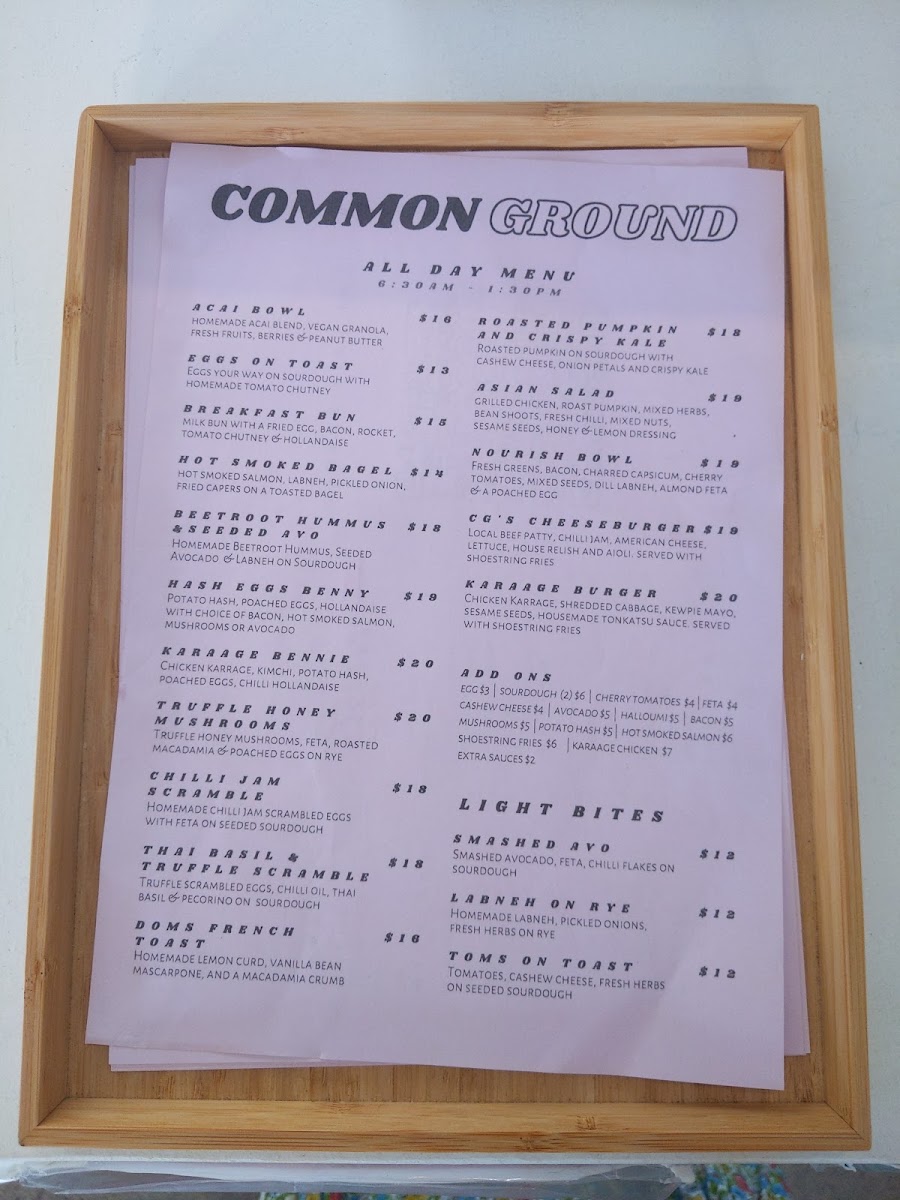 COMMON GROUND
ALL DAY MENU
6:30AM - 1:30PM
ACAI BOWL $16
HOMEMADE ACAI BLEND, VEGAN GRANOLA,
FRESH FRUITS, BERRIES & PEANUT BUTTER
EGGS ON TOAST $13
EGGS YOUR WAY ON SOURDOUGH WITH
HOMEMADE TOMATO CHUTNEY
BREAKFAST BUN $15
MILK BUN WITH A FRIED EGG, BACON, ROCKET,
TOMATO CHUTNEY & HOLLANDAISE
HOT SMOKED BAGEL $14
HOT SMOKED SALMON, LABNEH, PICKLED ONION,
FRIED CAPERS ON A TOASTED BAGEL
BEETROOT HUMMUS $18
& SEEDED AVO
HOMEMADE BEETROOT HUMMUS, SEEDED
AVOCADO & LABNEH ON SOURDOUGH
HASH EGGS BENNY $19
POTATO HASH, POACHED EGGS, HOLLANDAISE
WITH CHOICE OF BACON, HOT SMOKED SALMON,
MUSHROOMS OR AVOCADO
KARAAGE BENNIE $20
CHICKEN KARRAGE, KIMCHI, POTATO HASH,
POACHED EGGS, CHILLI HOLLANDAISE
TRUFFLE HONEY $20
MUSHROOMS
TRUFFLE HONEY MUSHROOMS, FETA, ROASTED
MACADAMIA & POACHED EGGS ON RYE
CHILLI JAM $18
SCRAMBLE
HOMEMADE CHILLI JAM SCRAMBLED EGGS
WITH FETA ON SEEDED SOURDOUGH
THAI BASIL & $18
TRUFFLE SCRAMBLE
TRUFFLE SCRAMBLED EGGS, CHILLI OIL, THAI
BASIL & PECORINO ON SOURDOUGH
DOMS FRENCH $16
TOAST
HOMEMADE LEMON CURD, VANILLA BEAN
MASCARPONE, AND A MACADAMIA CRUMB
ROASTED PUMPKIN $18
AND CRISPY KALE
ROASTED PUMPKIN ON SOURDOUGH WITH
CASHEW CHEESE, ONION PETALS AND CRISPY KALE
ASIAN SALAD $19
GRILLED CHICKEN, ROAST PUMPKIN, MIXED HERBS,
BEAN SHOOTS, FRESH CHILLI, MIXED NUTS,
SESAME SEEDS, HONEY & LEMON DRESSING
NOURISH BOWL $19
FRESH GREENS, BACON, CHARRED CAPSICUM, CHERRY
TOMATOES, MIXED SEEDS, DILL LABNEH, ALMOND FETA
& A POACHED EGG
CG'S CHEESEBURGER $19
LOCAL BEEF PATTY, CHILLI JAM, AMERICAN CHEESE,
LETTUCE, HOUSE RELISH AND AIOLI. SERVED WITH
SHOESTRING FRIES
KARAAGE BURGER $20
CHICKEN KARRAGE, SHREDDED CABBAGE, KEWPIE MAYO,
SESAME SEEDS, HOUSEMADE TONKATSU SAUCE. SERVED
WITH SHOESTRING FRIES
ADD ONS
EGG $3 | SOURDOUGH (2) $6 | CHERRY TOMATOES $4 | FETA $4
CASHEW CHEESE $4 | AVOCADO $5 | HALLOUMI $5 | BACON $5
MUSHROOMS $5 | POTATO HASH $5 | HOT SMOKED SALMON $6
SHOESTRING FRIES $6 | KARAAGE CHICKEN $7
EXTRA SAUCES $2
LIGHT BITES
SMASHED AVO $12
SMASHED AVOCADO, FETA, CHILLI FLAKES ON
SOURDOUGH
LABNEH ON RYE $12
HOMEMADE LABNEH, PICKLED ONIONS,
FRESH HERBS ON RYE
TOMS ON TOAST $12
TOMATOES, CASHEW CHEESE, FRESH HERBS
ON SEEDED SOURDOUGH